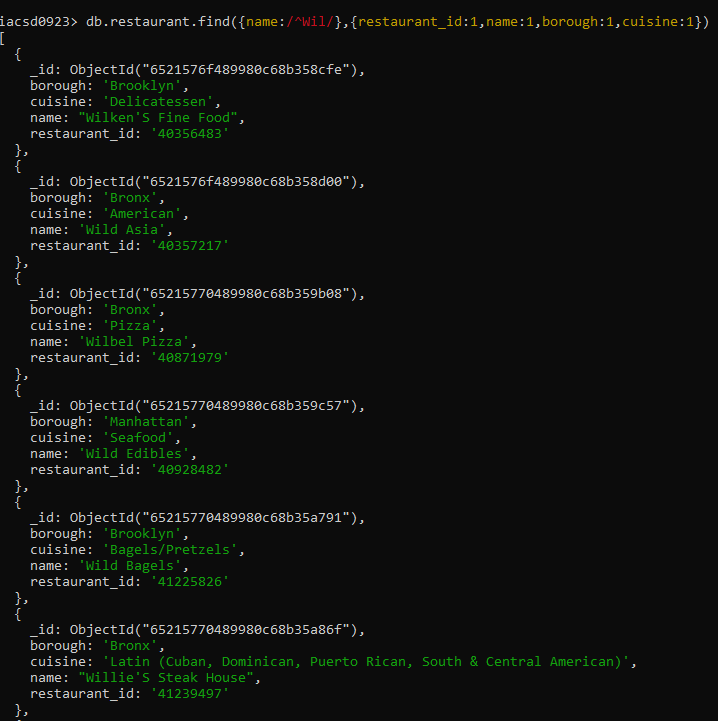 iacsd0923> db.restaurant.find({name:/^Wil/},{restaurant_id:1,name:1,borough:1,cuisine:1})
[
  {
    _id: ObjectId("6521576f489980c68b358cfe"),
    borough: 'Brooklyn',
    cuisine: 'Delicatessen',
    name: "Wilken'S Fine Food",
    restaurant_id: '40356483'
  },
  {
    _id: ObjectId("6521576f489980c68b358d00"),
    borough: 'Bronx',
    cuisine: 'American',
    name: 'Wild Asia',
    restaurant_id: '40357217'
  },
  {
    _id: ObjectId("65215770489980c68b359b08"),
    borough: 'Bronx',
    cuisine: 'Pizza',
    name: 'Wilbel Pizza',
    restaurant_id: '40871979'
  },
  {
    _id: ObjectId("65215770489980c68b359c57"),
    borough: 'Manhattan',
    cuisine: 'Seafood',
    name: 'Wild Edibles',
    restaurant_id: '40928482'
  },
  {
    _id: ObjectId("65215770489980c68b35a791"),
    borough: 'Brooklyn',
    cuisine: 'Bagels/Pretzels',
    name: 'Wild Bagels',
    restaurant_id: '41225826'
  },
  {
    _id: ObjectId("65215770489980c68b35a86f"),
    borough: 'Bronx',
    cuisine: 'Latin (Cuban, Dominican, Puerto Rican, South & Central American)',
    name: "Willie'S Steak House",
    restaurant_id: '41239497'
  },